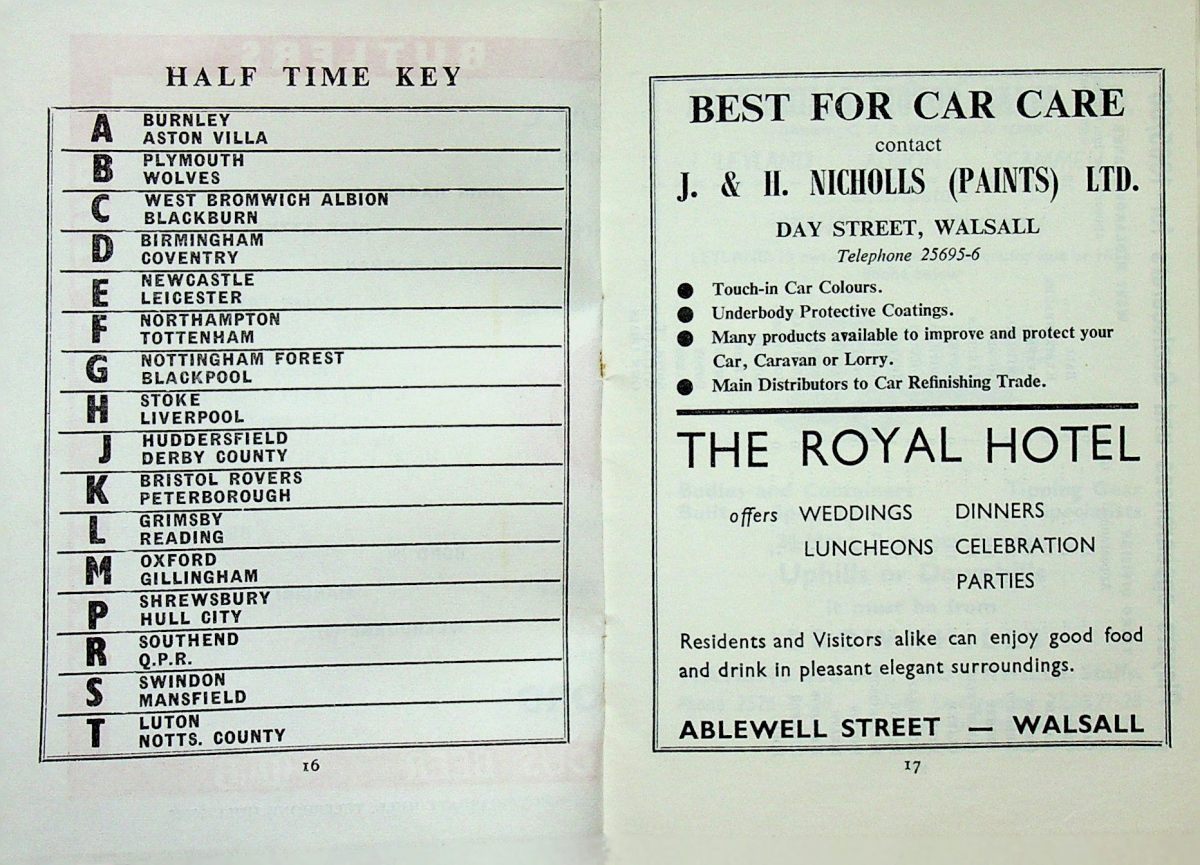 HALF TIME KEY
A BURNLEY
ASTON VILLA
B PLYMOUTH
WOLVES
C WEST BROMWICH ALBION
BLACKBURN
D BIRMINGHAM
COVENTRY
E NEWCASTLE
LEICESTER
F NORTHAMPTON
TOTTENHAM
G NOTTINGHAM FOREST
BLACKPOOL
H STOKE
LIVERPOOL
J HUDDERSFIELD
DERBY COUNTY
K BRISTOL ROVERS
PETERBOROUGH
L GRIMSBY
READING
M OXFORD
GILLINGHAM
P SHREWSBURY
HULL CITY
R SOUTHEND
Q.P.R.
S SWINDON
MANSFIELD
T LUTON
NOTTS. COUNTY
16
BEST FOR CAR CARE
contact
J. & H. NICHOLLS (PAINTS) LTD.
DAY STREET, WALSALL
Telephone 25695-6
● Touch-in Car Colours.
● Underbody Protective Coatings.
● Many products available to improve and protect your
Car, Caravan or Lorry.
● Main Distributors to Car Refinishing Trade.
THE ROYAL HOTEL
offers WEDDINGS DINNERS
LUNCHEONS CELEBRATION
PARTIES
Residents and Visitors alike can enjoy good food
and drink in pleasant elegant surroundings.
ABLEWELL STREET — WALSALL
17